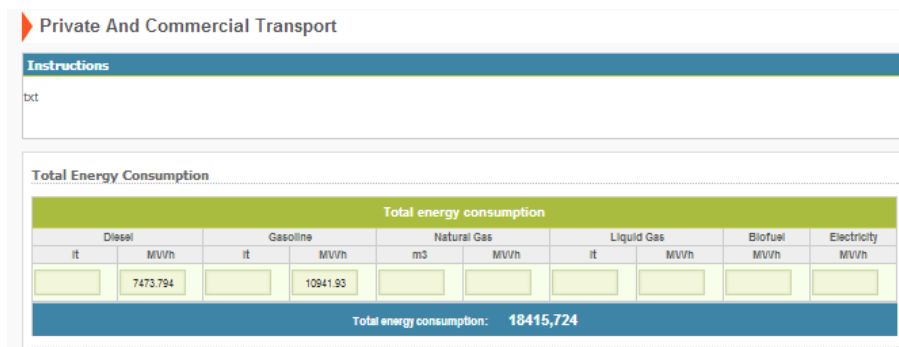 Private And Commercial Transport
Instructions
txt
Total Energy Consumption
Total energy consumption
Diesel Gasoline Natural Gas Liquid Gas Biofuel Electricity
lt MWh lt MWh m3 MWh lt MWh MWh MWh
7473.794 10941.93
Total energy consumption: 18415,724